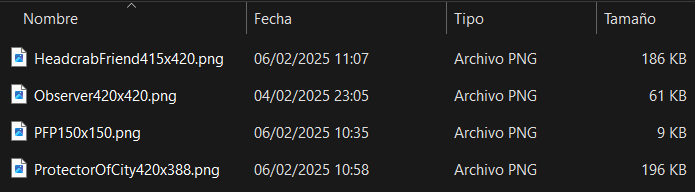 Nombre Fecha Tipo Tamaño
HeadcrabFriend415x420.png 06/02/2025 11:07 Archivo PNG 186 KB
Observer420x420.png 04/02/2025 23:05 Archivo PNG 61 KB
PFP150x150.png 06/02/2025 10:35 Archivo PNG 9 KB
ProtectorOfCity420x388.png 06/02/2025 10:58 Archivo PNG 196 KB